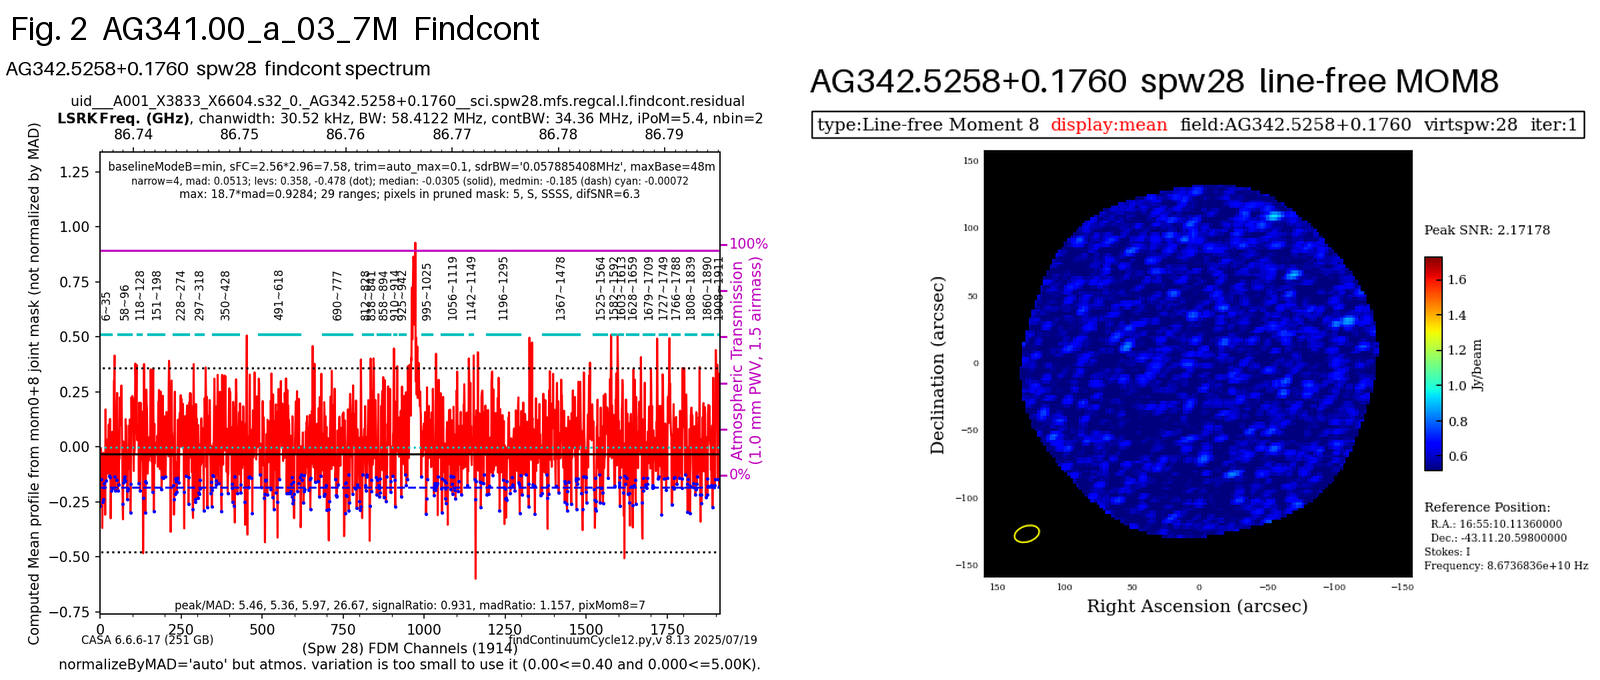 Fig. 2 AG341.00_a_03_7M Findcont
AG342.5258+0.1760 spw28 findcont spectrum
uid___A001_X3833_X6604.s32_0._AG342.5258+0.1760__sci.spw28.mfs.regcal.I.findcont.residual
LSRK Freq. (GHz), chanwidth: 30.52 kHz, BW: 58.4122 MHz, contBW: 34.36 MHz, iPoM=5.4, nbin=2
86.74 86.75 86.76 86.77 86.78 86.79
baselineModeB=min, sFC=2.56*2.96=7.58, trim=auto_max=0.1, sdrBW='0.057885408MHz', maxBase=48m
narrow=4, mad: 0.0513; levs: 0.358, -0.478 (dot); median: -0.0305 (solid), medmin: -0.185 (dash) cyan: -0.00072
max: 18.7*mad=0.9284; 29 ranges; pixels in pruned mask: 5, S, SSSS, difSNR=6.3
Computed Mean profile from mom0+8 joint mask (not normalized by MAD)
1.25
1.00
0.75
0.50
0.25
0.00
−0.25
−0.50
−0.75
6~35
58~96
118~128
151~198
228~274
297~318
350~428
491~618
690~777
812~828
838~841
858~894
910~914
925~942
995~1025
1056~1119
1142~1149
1196~1295
1367~1478
1525~1564
1582~1592
1603~1613
1628~1659
1679~1709
1727~1749
1766~1788
1808~1839
1860~1890
1908~1911
100%
0%
Atmospheric Transmission
(1.0 mm PWV, 1.5 airmass)
peak/MAD: 5.46, 5.36, 5.97, 26.67, signalRatio: 0.931, madRatio: 1.157, pixMom8=7
0 250 500 750 1000 1250 1500 1750
CASA 6.6.6-17 (251 GB)
findContinuumCycle12.py,v 8.13 2025/07/19
(Spw 28) FDM Channels (1914)
normalizeByMAD='auto' but atmos. variation is too small to use it (0.00<=0.40 and 0.000<=5.00K).
AG342.5258+0.1760 spw28 line-free MOM8
type:Line-free Moment 8 display:mean field:AG342.5258+0.1760 virtspw:28 iter:1
150
100
50
0
−50
−100
−150
Declination (arcsec)
150 100 50 0 −50 −100 −150
Right Ascension (arcsec)
Peak SNR: 2.17178
1.6
1.4
1.2
1.0
0.8
0.6
Jy/beam
Reference Position:
R.A.: 16:55:10.11360000
Dec.: -43.11.20.59800000
Stokes: I
Frequency: 8.6736836e+10 Hz